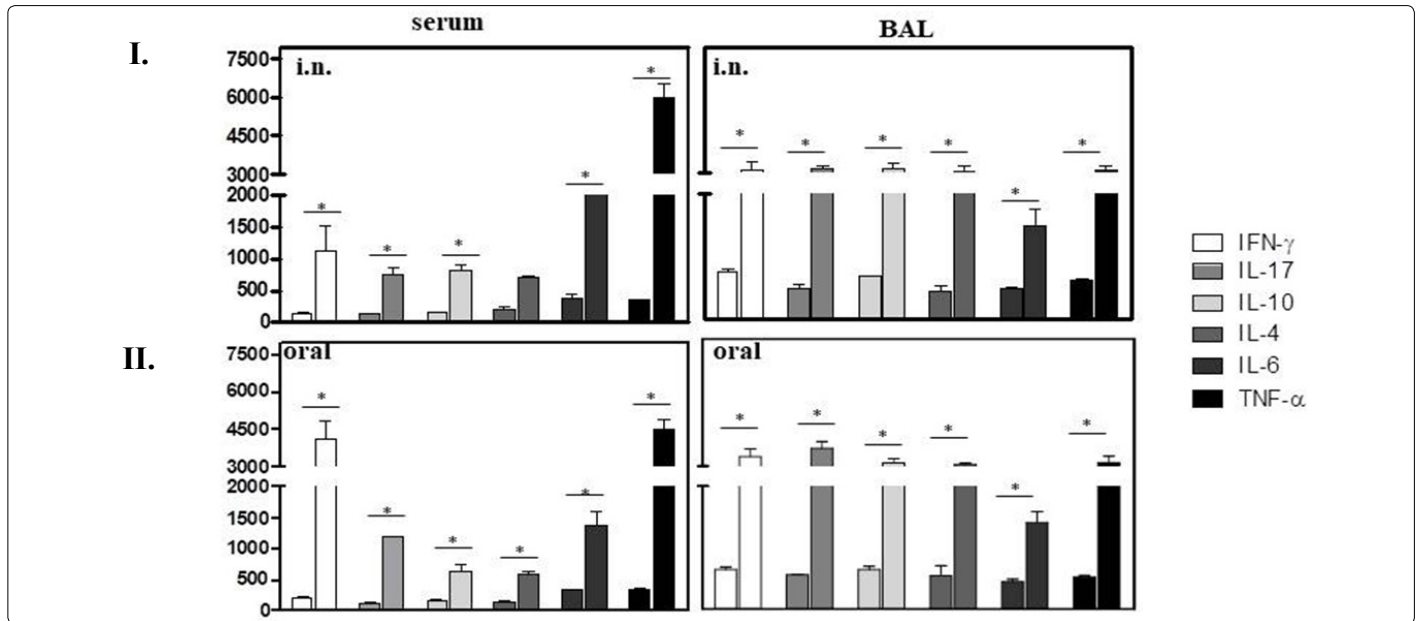 serum
BAL
I.
i.n.
i.n.
7500
6000
4500
3000
2000
1500
1000
500
0
* * * * *
* * * * * *
IFN-γ
IL-17
IL-10
IL-4
IL-6
TNF-α
II.
oral
oral
7500
6000
4500
3000
2000
1500
1000
500
0
* * * * * *
* * * * * *